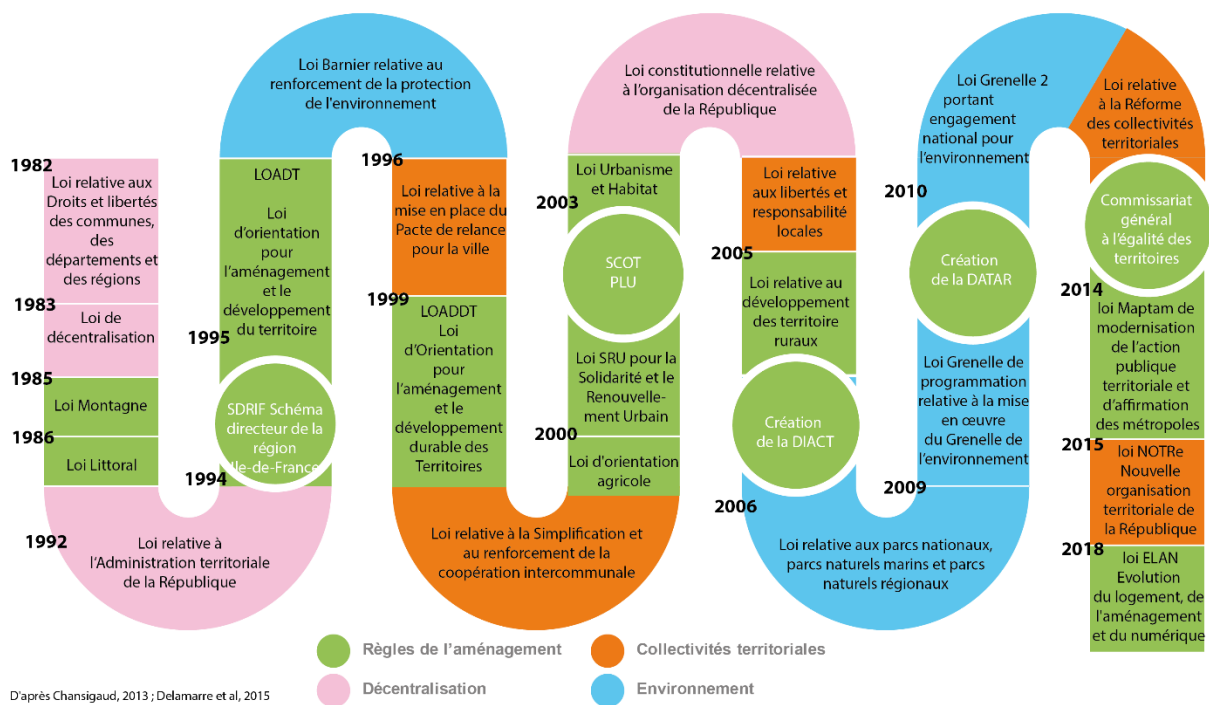 1982
Loi relative aux
Droits et libertés
des communes,
des
départements et
des régions
1983
Loi de
décentralisation
1985
Loi Montagne
1986
Loi Littoral
1992
Loi relative à
l'Administration territoriale
de la République
1994
SDRIF Schéma
directeur de la
région
Ile-de-France
1995
LOADT
Loi
d'orientation
pour
l'aménagement
et le
développement
du territoire
Loi Barnier relative au
renforcement de la protection
de l'environnement
1996
Loi relative à la
mise en place du
Pacte de relance
pour la ville
1999
LOADDT
Loi
d'Orientation
pour
l'aménagement
et le
développement
durable des
Territoires
Loi relative à la Simplification et
au renforcement de la
coopération intercommunale
Loi d'orientation
agricole
2000
Loi SRU pour la
Solidarité et le
Renouvelle-
ment Urbain
SCOT
PLU
2003
Loi Urbanisme
et Habitat
Loi constitutionnelle relative
à l'organisation décentralisée
de la République
Loi relative
aux libertés et
responsabilité
locales
2005
Loi relative au
développement
des territoire
ruraux
Création
de la DIACT
2006
Loi relative aux parcs nationaux,
parcs naturels marins et parcs
naturels régionaux
2009
Loi Grenelle de
programmation
relative à la mise
en œuvre
du Grenelle de
l'environnement
Création
de la DATAR
2010
Loi Grenelle 2
portant
engagement
national pour
l'environnement
Loi relative
à la Réforme
des collectivités
territoriales
Commissariat
général
à l'égalité des
territoires
2014
loi Maptam de
modernisation
de l'action
publique
territoriale et
d'affirmation
des métropoles
2015
loi NOTRe
Nouvelle
organisation
territoriale de
la République
2018
loi ELAN
Evolution
du logement, de
l'aménagement
et du numérique
Règles de l'aménagement
Collectivités territoriales
Décentralisation
Environnement
D'après Chansigaud, 2013 ; Delamarre et al, 2015